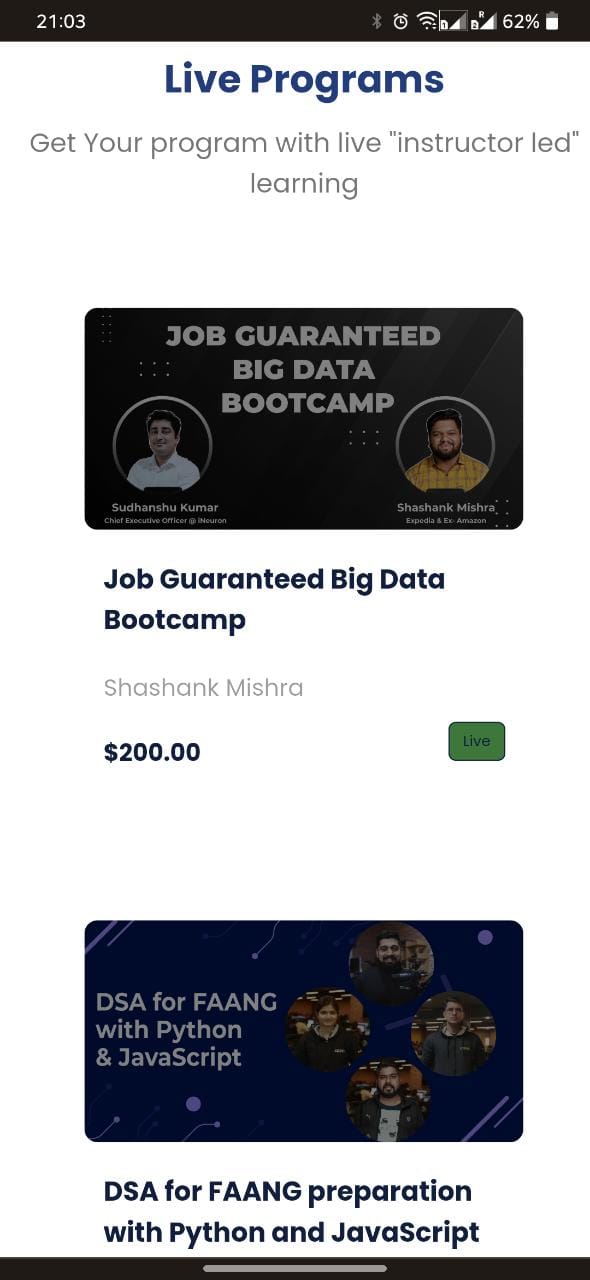 21:03
R
1
2
62%
Live Programs
Get Your program with live "instructor led"
learning
JOB GUARANTEED
BIG DATA
BOOTCAMP
Sudhanshu Kumar
Chief Executive Officer @ iNeuron
Shashank Mishra
Expedia & Ex- Amazon
Job Guaranteed Big Data
Bootcamp
Shashank Mishra
$200.00
Live
DSA for FAANG
with Python
& JavaScript
DSA for FAANG preparation
with Python and JavaScript